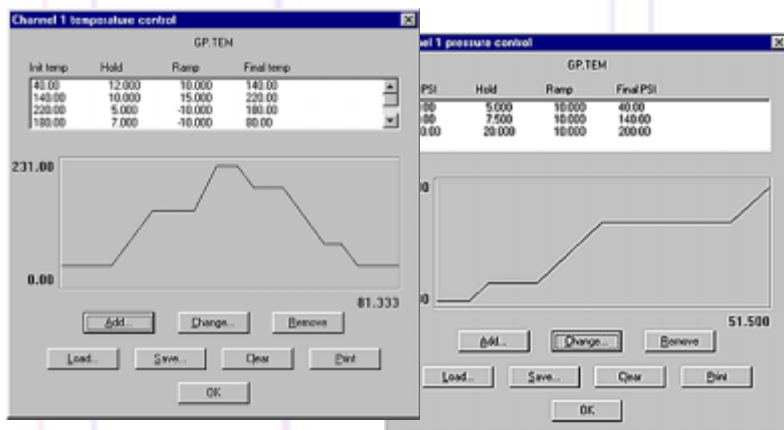 Channel 1 temperature control
GP.TEM
Init temp Hold Ramp Final temp
40.00 12.000 10.000 140.00
140.00 10.000 15.000 220.00
220.00 5.000 -10.000 180.00
180.00 7.000 -10.000 80.00
231.00
0.00
81.333
Add... Change... Remove
Load... Save... Clear Print
OK
nel 1 pressure control
GP.TEM
PSI Hold Ramp Final PSI
5.000 10.000 40.00
7.500 10.000 140.00
20.000 10.000 200.00
51.500
Add... Change... Remove
Load... Save... Clear Print
OK